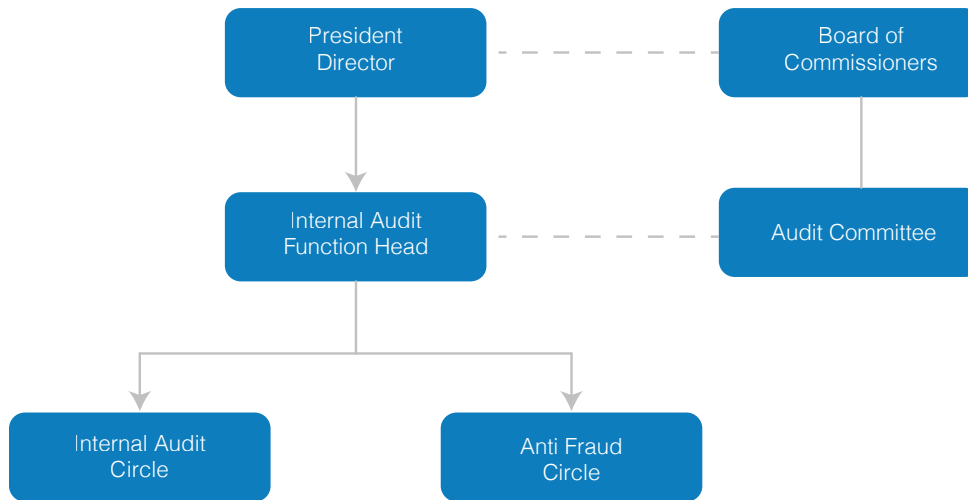 President
Director
Board of
Commissioners
Internal Audit
Function Head
Audit Committee
Internal Audit
Circle
Anti Fraud
Circle